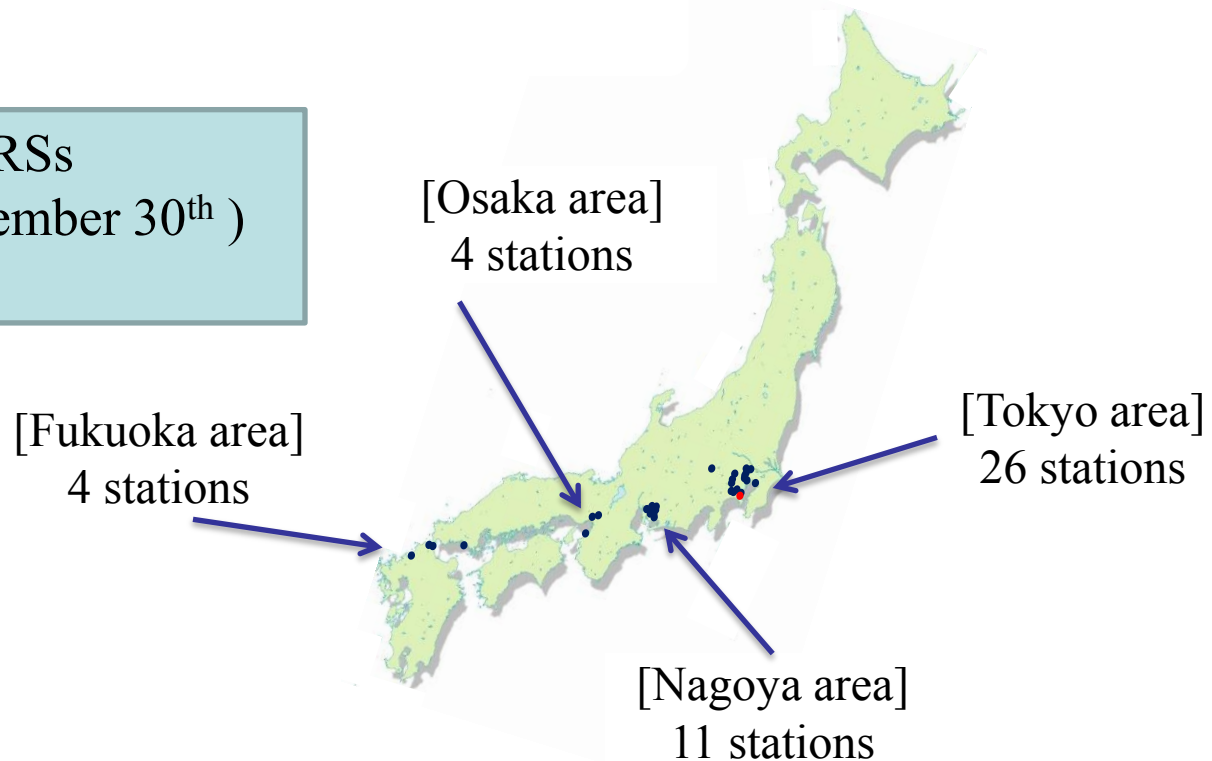 RSs
ember 30th )
[Osaka area]
4 stations
[Fukuoka area]
4 stations
[Tokyo area]
26 stations
[Nagoya area]
11 stations